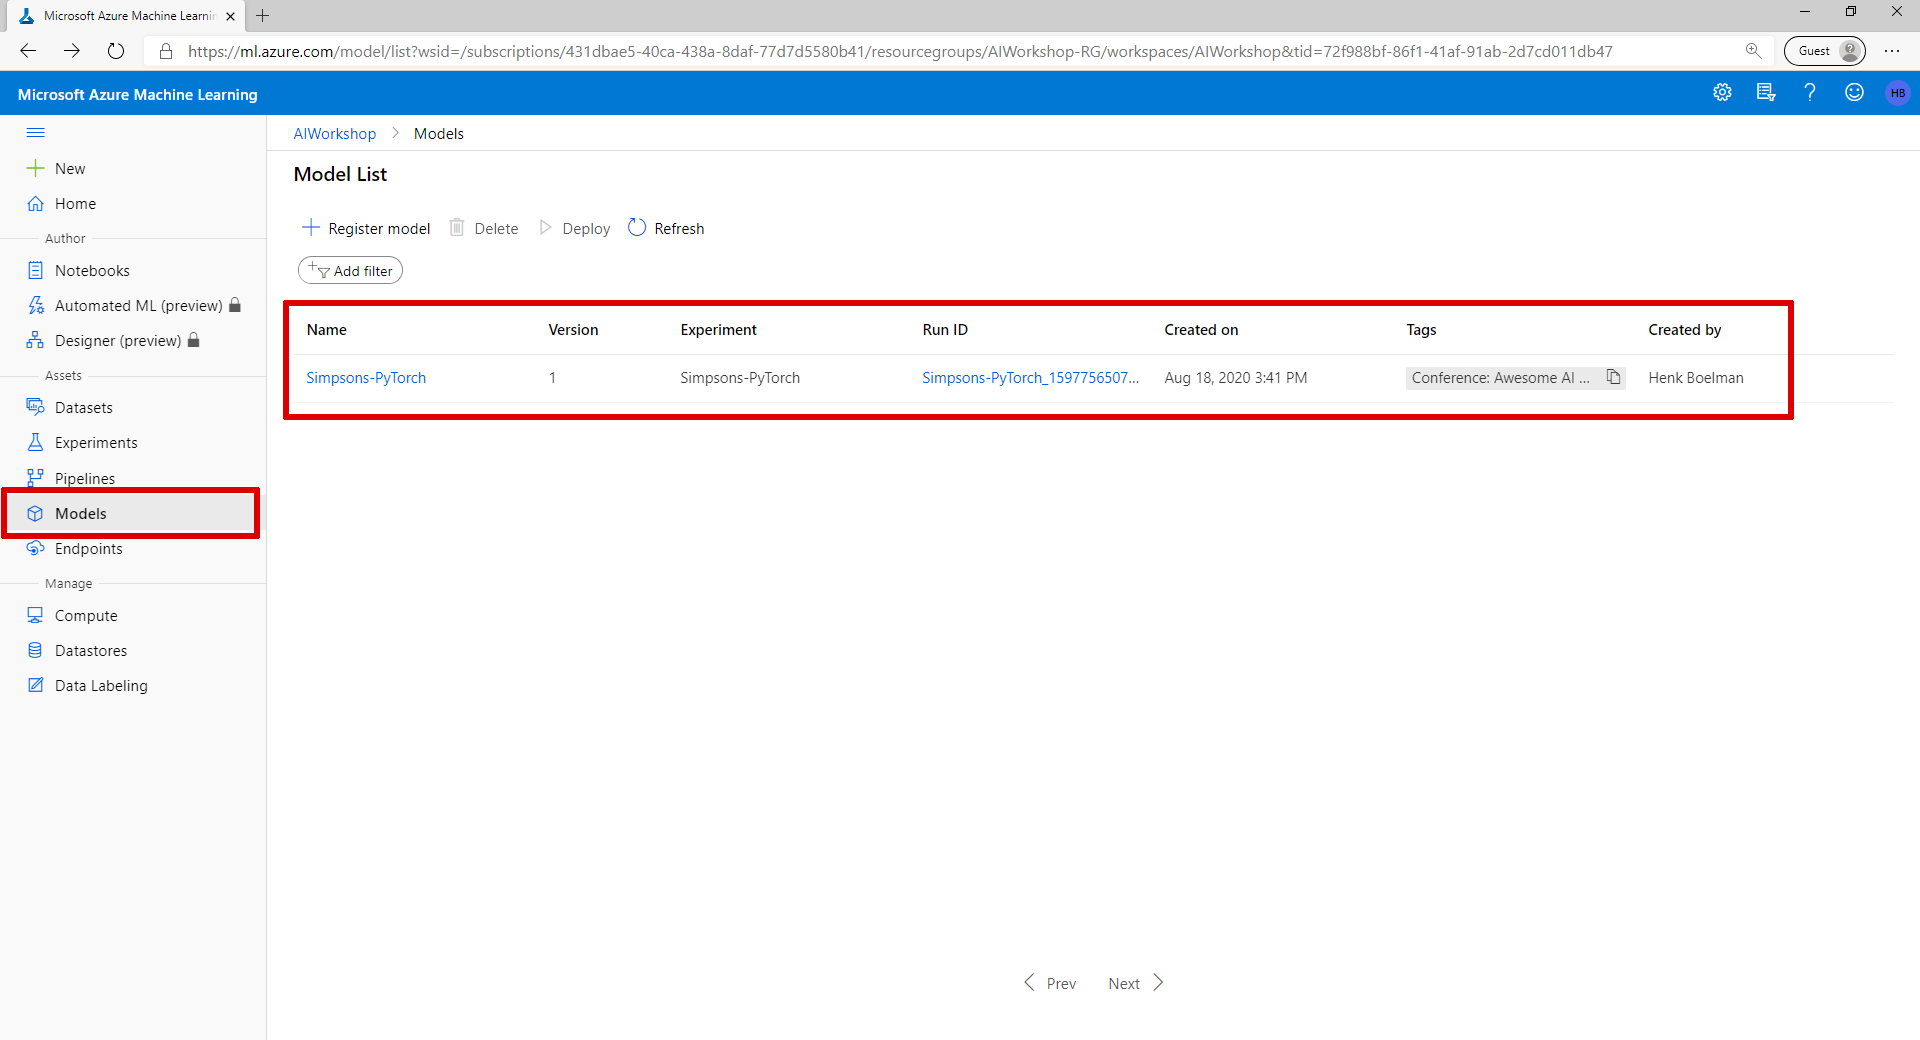 Microsoft Azure Machine Learnin
https://ml.azure.com/model/list?wsid=/subscriptions/431dbae5-40ca-438a-8daf-77d7d5580b41/resourcegroups/AIWorkshop-RG/workspaces/AIWorkshop&tid=72f988bf-86f1-41af-91ab-2d7cd011db47
Guest
Microsoft Azure Machine Learning
HB
New
Home
Author
Notebooks
Automated ML (preview)
Designer (preview)
Assets
Datasets
Experiments
Pipelines
Models
Endpoints
Manage
Compute
Datastores
Data Labeling
AIWorkshop > Models
Model List
Register model Delete Deploy Refresh
Add filter
Name Version Experiment Run ID Created on Tags Created by
Simpsons-PyTorch 1 Simpsons-PyTorch Simpsons-PyTorch_1597756507... Aug 18, 2020 3:41 PM Conference: Awesome AI ... Henk Boelman
Prev Next